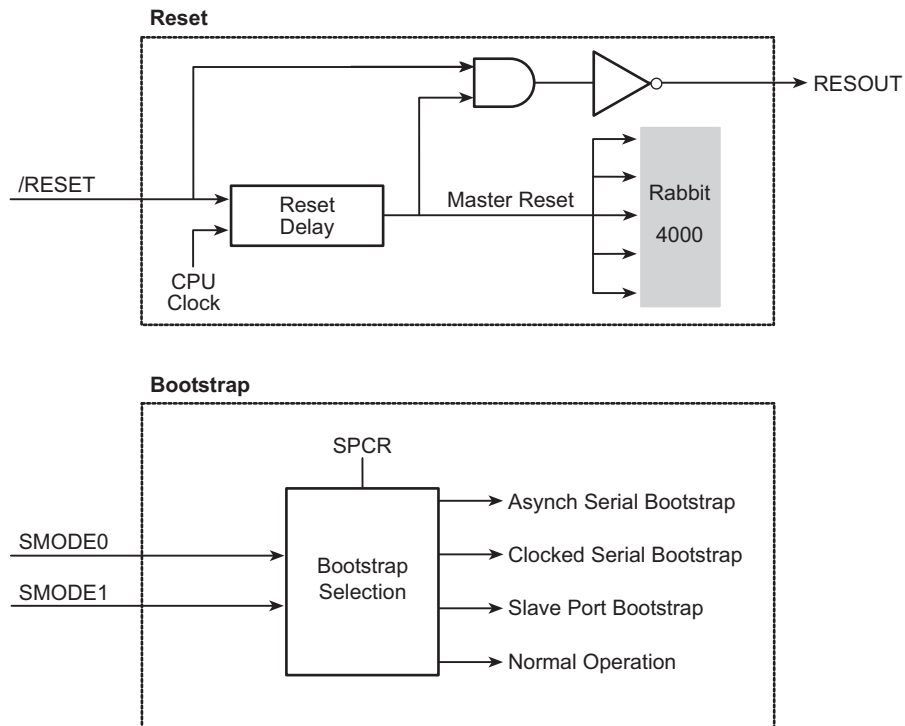 Reset
RESOUT
/RESET
Reset
Delay
Master Reset
Rabbit
4000
CPU
Clock
Bootstrap
SPCR
SMODE0
SMODE1
Bootstrap
Selection
Asynch Serial Bootstrap
Clocked Serial Bootstrap
Slave Port Bootstrap
Normal Operation